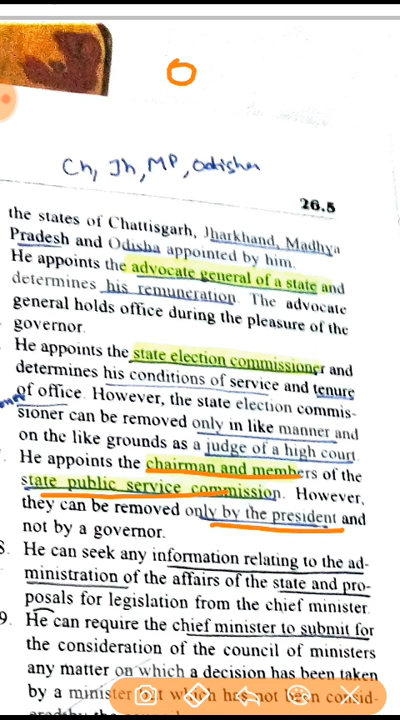 Ch, Jh, MP, Odisha
26.5
the states of Chattisgarh, Jharkhand, Madhya
Pradesh and Odisha appointed by him.
He appoints the advocate general of a state and
determines his remuneration. The advocate
general holds office during the pleasure of the
governor.
He appoints the state election commissioner and
determines his conditions of service and tenure
of office. However, the state election commis-
sioner can be removed only in like manner and
on the like grounds as a judge of a high court.
He appoints the chairman and members of the
state public service commission. However,
they can be removed only by the president and
not by a governor.
8. He can seek any information relating to the ad-
ministration of the affairs of the state and pro-
posals for legislation from the chief minister.
9. He can require the chief minister to submit for
the consideration of the council of ministers
any matter on which a decision has been taken
by a minister but which has not been consid-